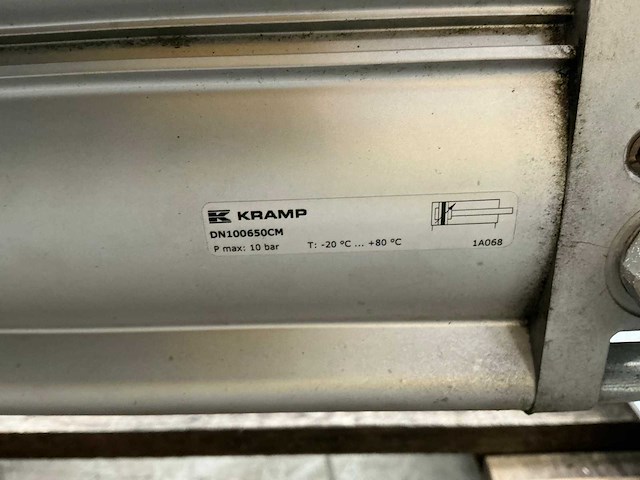 KRAMP
DN100650CM
P max: 10 bar T: -20 °C ... +80 °C 1A068